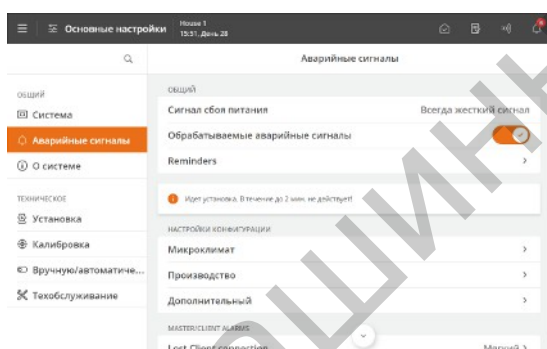 Основные настройки
House 1
15:51, День 28
Аварийные сигналы
ОБЩИЙ
Система
Аварийные сигналы
О системе
ТЕХНИЧЕСКОЕ
Установка
Калибровка
Вручную/автоматиче...
Техобслуживание
ОБЩИЙ
Сигнал сбоя питания
Всегда жесткий сигнал
Обрабатываемые аварийные сигналы
Reminders
Идет установка. В течение до 2 мин. не действует!
НАСТРОЙКИ КОНФИГУРАЦИИ
Микроклимат
Производство
Дополнительный
MASTER/CLIENT ALARMS
Lost Client connection
Мягкий